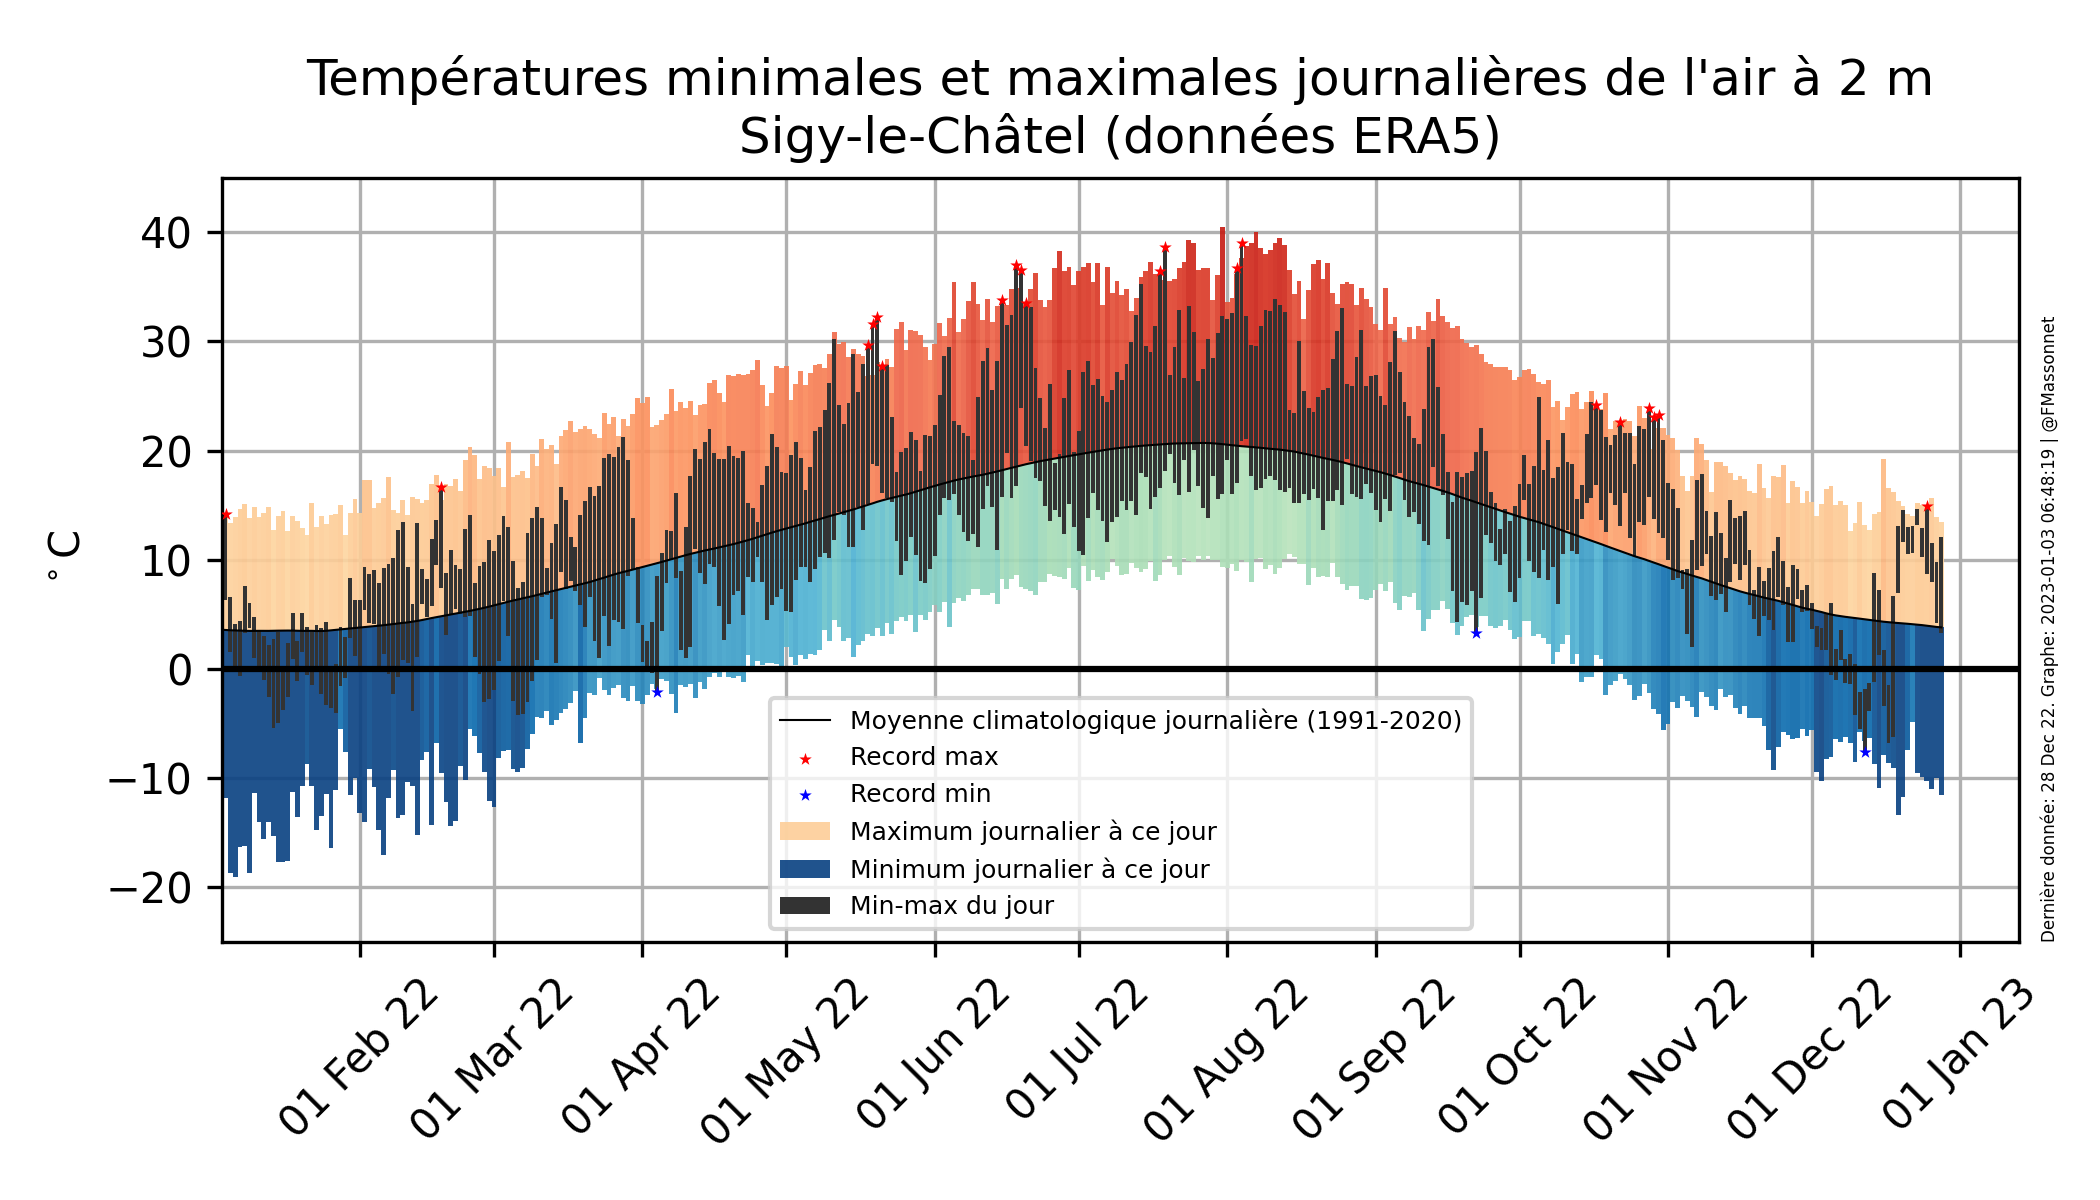 Températures minimales et maximales journalières de l'air à 2 m
Sigy-le-Châtel (données ERA5)
°C
40
30
20
10
0
−10
−20
Moyenne climatologique journalière (1991-2020)
Record max
Record min
Maximum journalier à ce jour
Minimum journalier à ce jour
Min-max du jour
01 Feb 22
01 Mar 22
01 Apr 22
01 May 22
01 Jun 22
01 Jul 22
01 Aug 22
01 Sep 22
01 Oct 22
01 Nov 22
01 Dec 22
01 Jan 23
Dernière donnée: 28 Dec 22. Graphe: 2023-01-03 06:48:19 | @FMassonnet